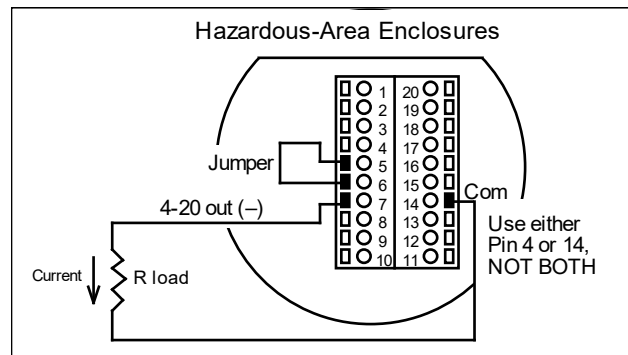 Hazardous-Area Enclosures
1 20
2 19
3 18
4 17
Jumper
5 16
6 15
Com
4-20 out (–)
7 14
8 13
9 12
10 11
Use either
Pin 4 or 14,
NOT BOTH
Current
R load